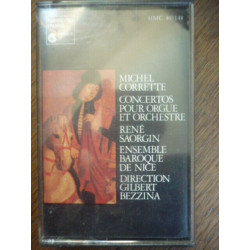 MICHEL
CORRETTE
CONCERTOS
POUR ORGUE
ET ORCHESTRE
RENÉ
SAORGIN
ENSEMBLE
BAROQUE
DE NICE
DIRECTION
GILBERT
BEZZINA